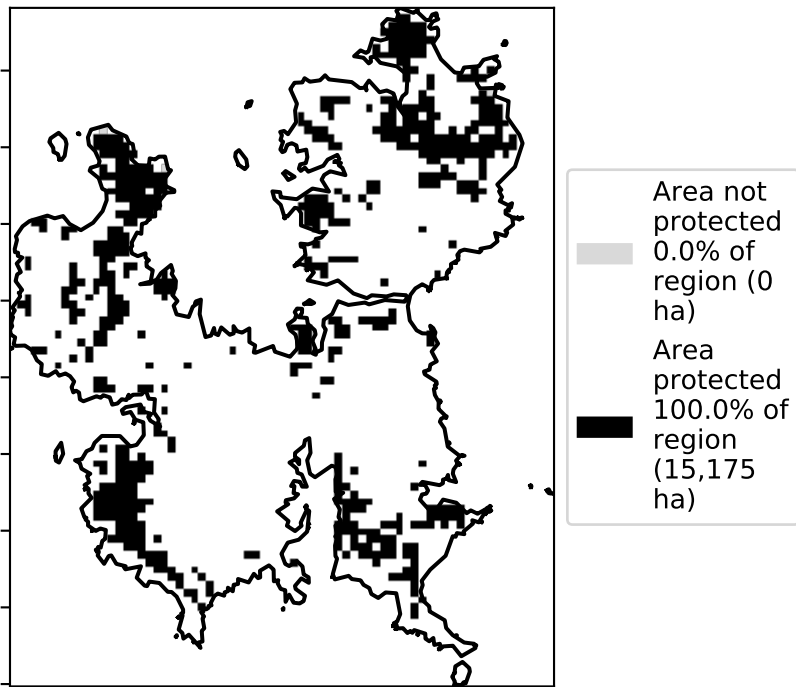 Area not
protected
0.0% of
region (0
ha)
Area
protected
100.0% of
region
(15,175
ha)